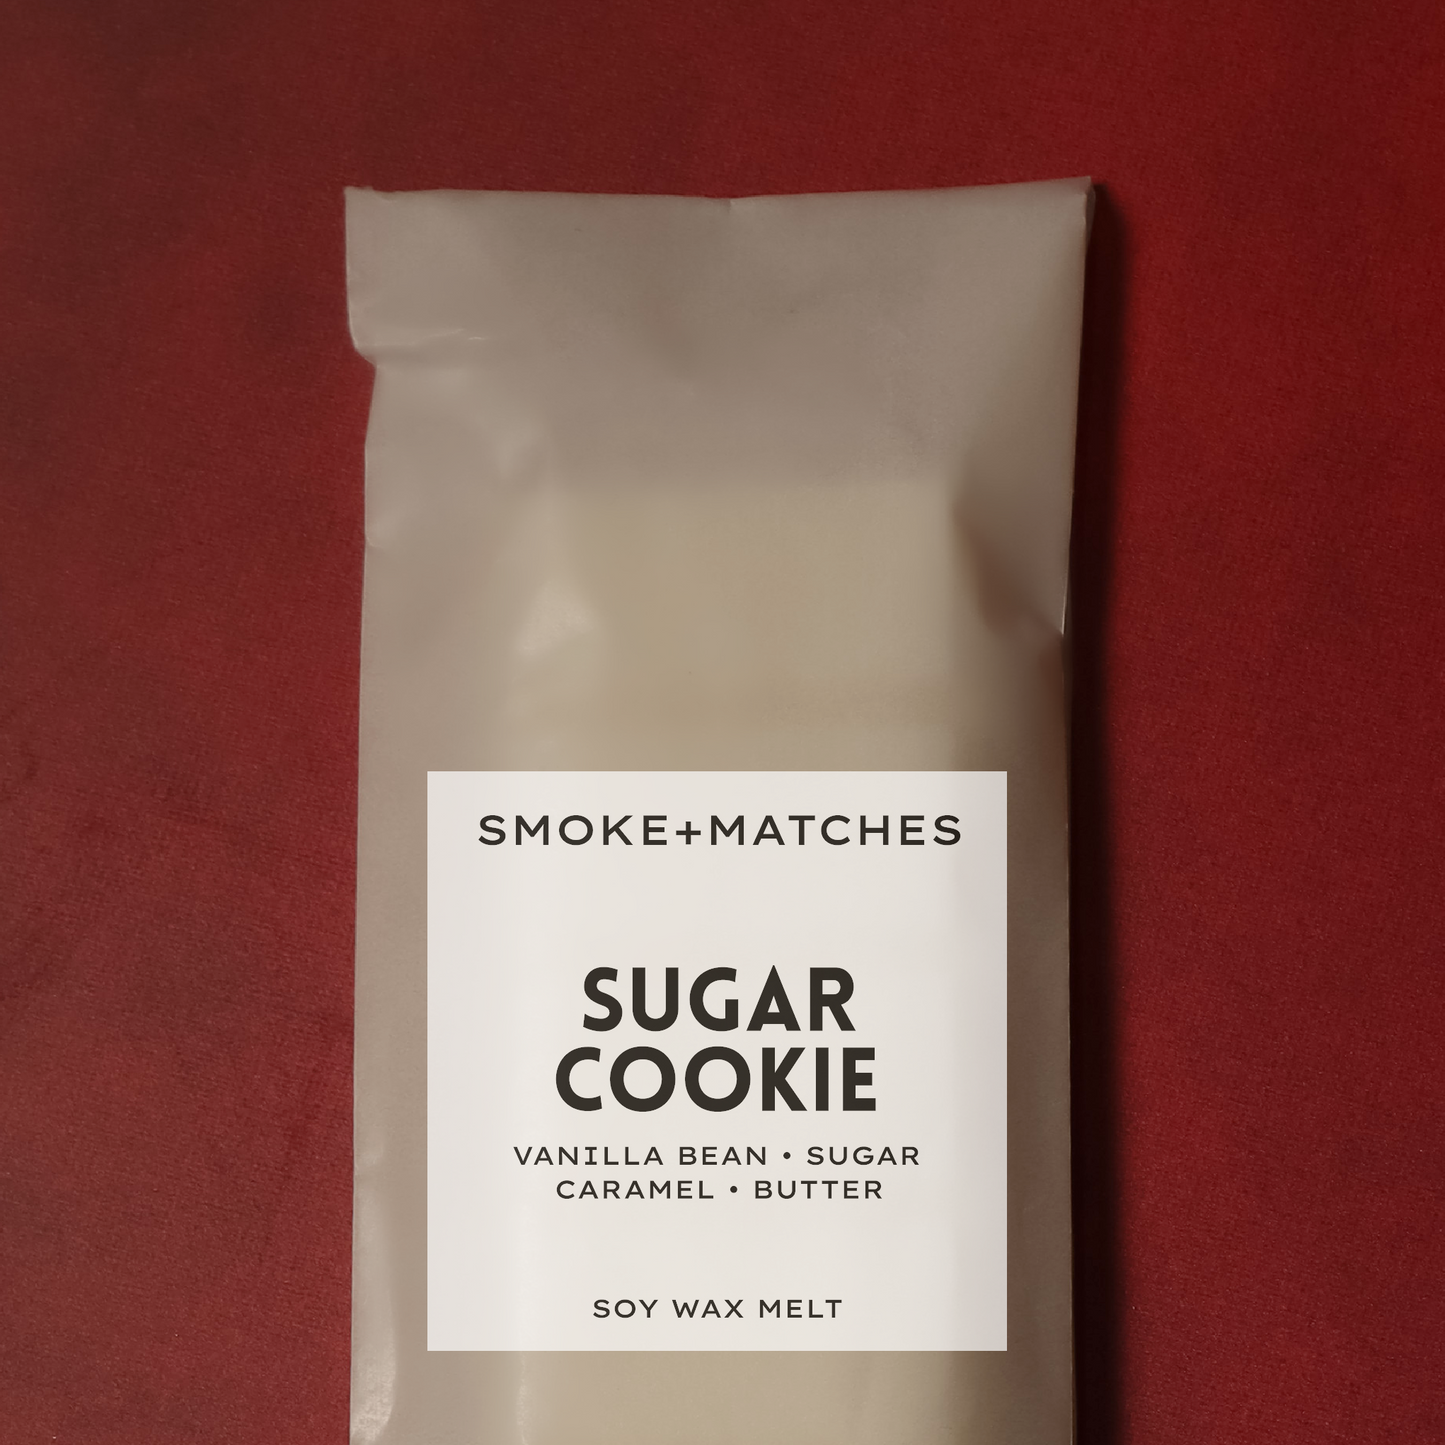 SMOKE+MATCHES
SUGAR
COOKIE
VANILLA BEAN • SUGAR
CARAMEL • BUTTER
SOY WAX MELT